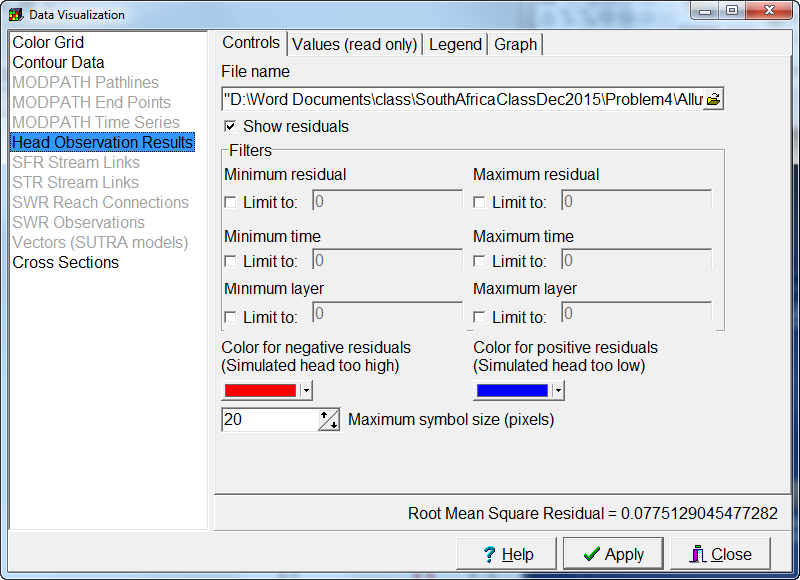 Data Visualization
Color Grid
Contour Data
MODPATH Pathlines
MODPATH End Points
MODPATH Time Series
Head Observation Results
SFR Stream Links
STR Stream Links
SWR Reach Connections
SWR Observations
Vectors (SUTRA models)
Cross Sections
Controls Values (read only) Legend Graph
File name
"D:\Word Documents\class\SouthAfricaClassDec2015\Problem4\Allu
Show residuals
Filters
Minimum residual Maximum residual
Limit to: 0 Limit to: 0
Minimum time Maximum time
Limit to: 0 Limit to: 0
Minimum layer Maximum layer
Limit to: 0 Limit to: 0
Color for negative residuals Color for positive residuals
(Simulated head too high) (Simulated head too low)
20 Maximum symbol size (pixels)
Root Mean Square Residual = 0.0775129045477282
? Help Apply Close